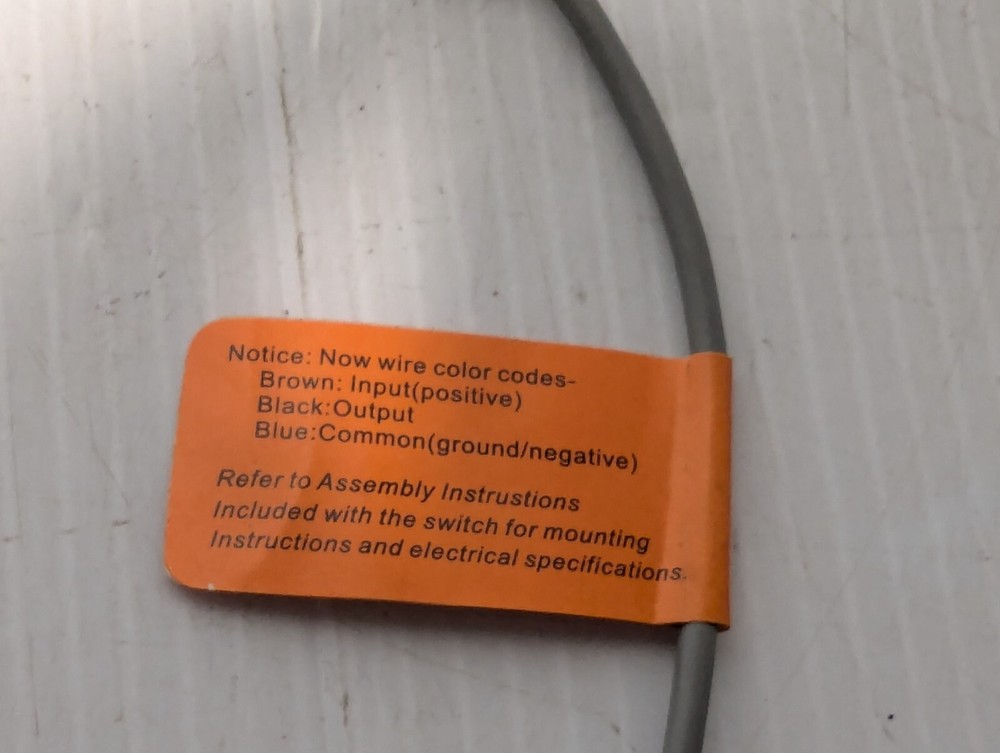 Notice: Now wire color codes-
Brown: Input(positive)
Black:Output
Blue:Common(ground/negative)
Refer to Assembly Instrustions
Included with the switch for mounting
Instructions and electrical specifications.